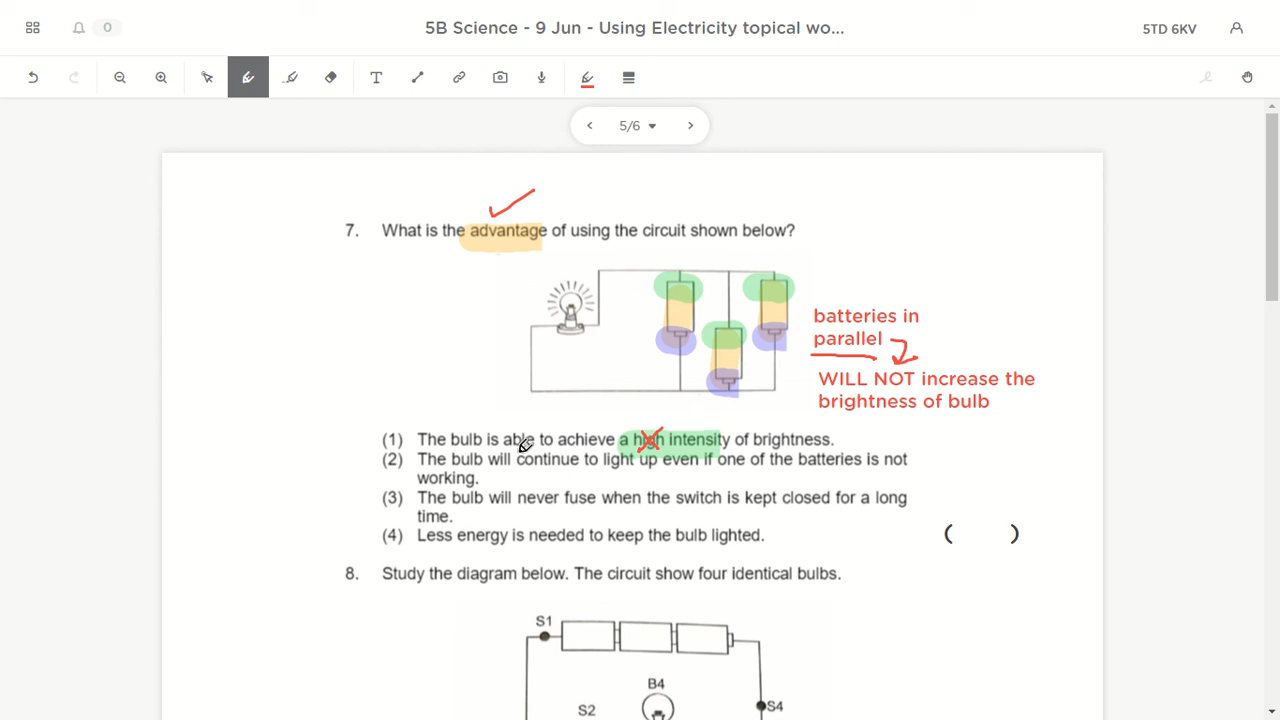 0
5B Science - 9 Jun - Using Electricity topical wo...
5TD 6KV
T
5/6
7. What is the advantage of using the circuit shown below?
batteries in
parallel
WILL NOT increase the
brightness of bulb
(1) The bulb is able to achieve a high intensity of brightness.
(2) The bulb will continue to light up even if one of the batteries is not
working.
(3) The bulb will never fuse when the switch is kept closed for a long
time.
(4) Less energy is needed to keep the bulb lighted.
( )
8. Study the diagram below. The circuit show four identical bulbs.
S1
B4
S2
S4